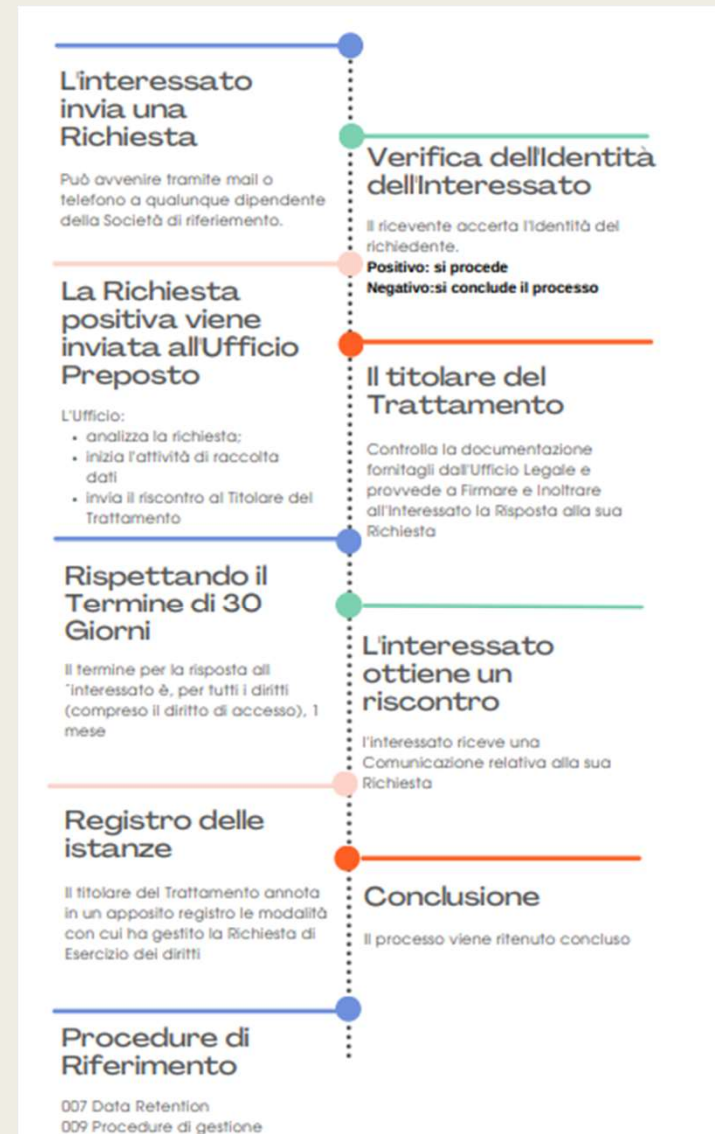 L'interessato
invia una
Richiesta
Può avvenire tramite mail o
telefono a qualunque dipendente
della Società di riferiemento.
Verifica dell'Identità
dell'Interessato
Il ricevente accerta l'Identità del
richiedente.
Positivo: si procede
Negativo:si conclude il processo
La Richiesta
positiva viene
inviata all'Ufficio
Preposto
L'Ufficio:
• analizza la richiesta;
• inizia l'attività di raccolta
dati
• invia il riscontro al Titolare del
Trattamento
Il titolare del
Trattamento
Controlla la documentazione
fornitagli dall'Ufficio Legale e
provvede a Firmare e Inoltrare
all'Interessato la Risposta alla sua
Richiesta
Rispettando il
Termine di 30
Giorni
Il termine per la risposta all
´interessato è, per tutti i diritti
(compreso il diritto di accesso), 1
mese
L'interessato
ottiene un
riscontro
l'interessato riceve una
Comunicazione relativa alla sua
Richiesta
Registro delle
istanze
Il titolare del Trattamento annota
in un apposito registro le modalità
con cui ha gestito la Richiesta di
Esercizio dei diritti
Conclusione
Il processo viene ritenuto concluso
Procedure di
Riferimento
007 Data Retention
009 Procedure di gestione